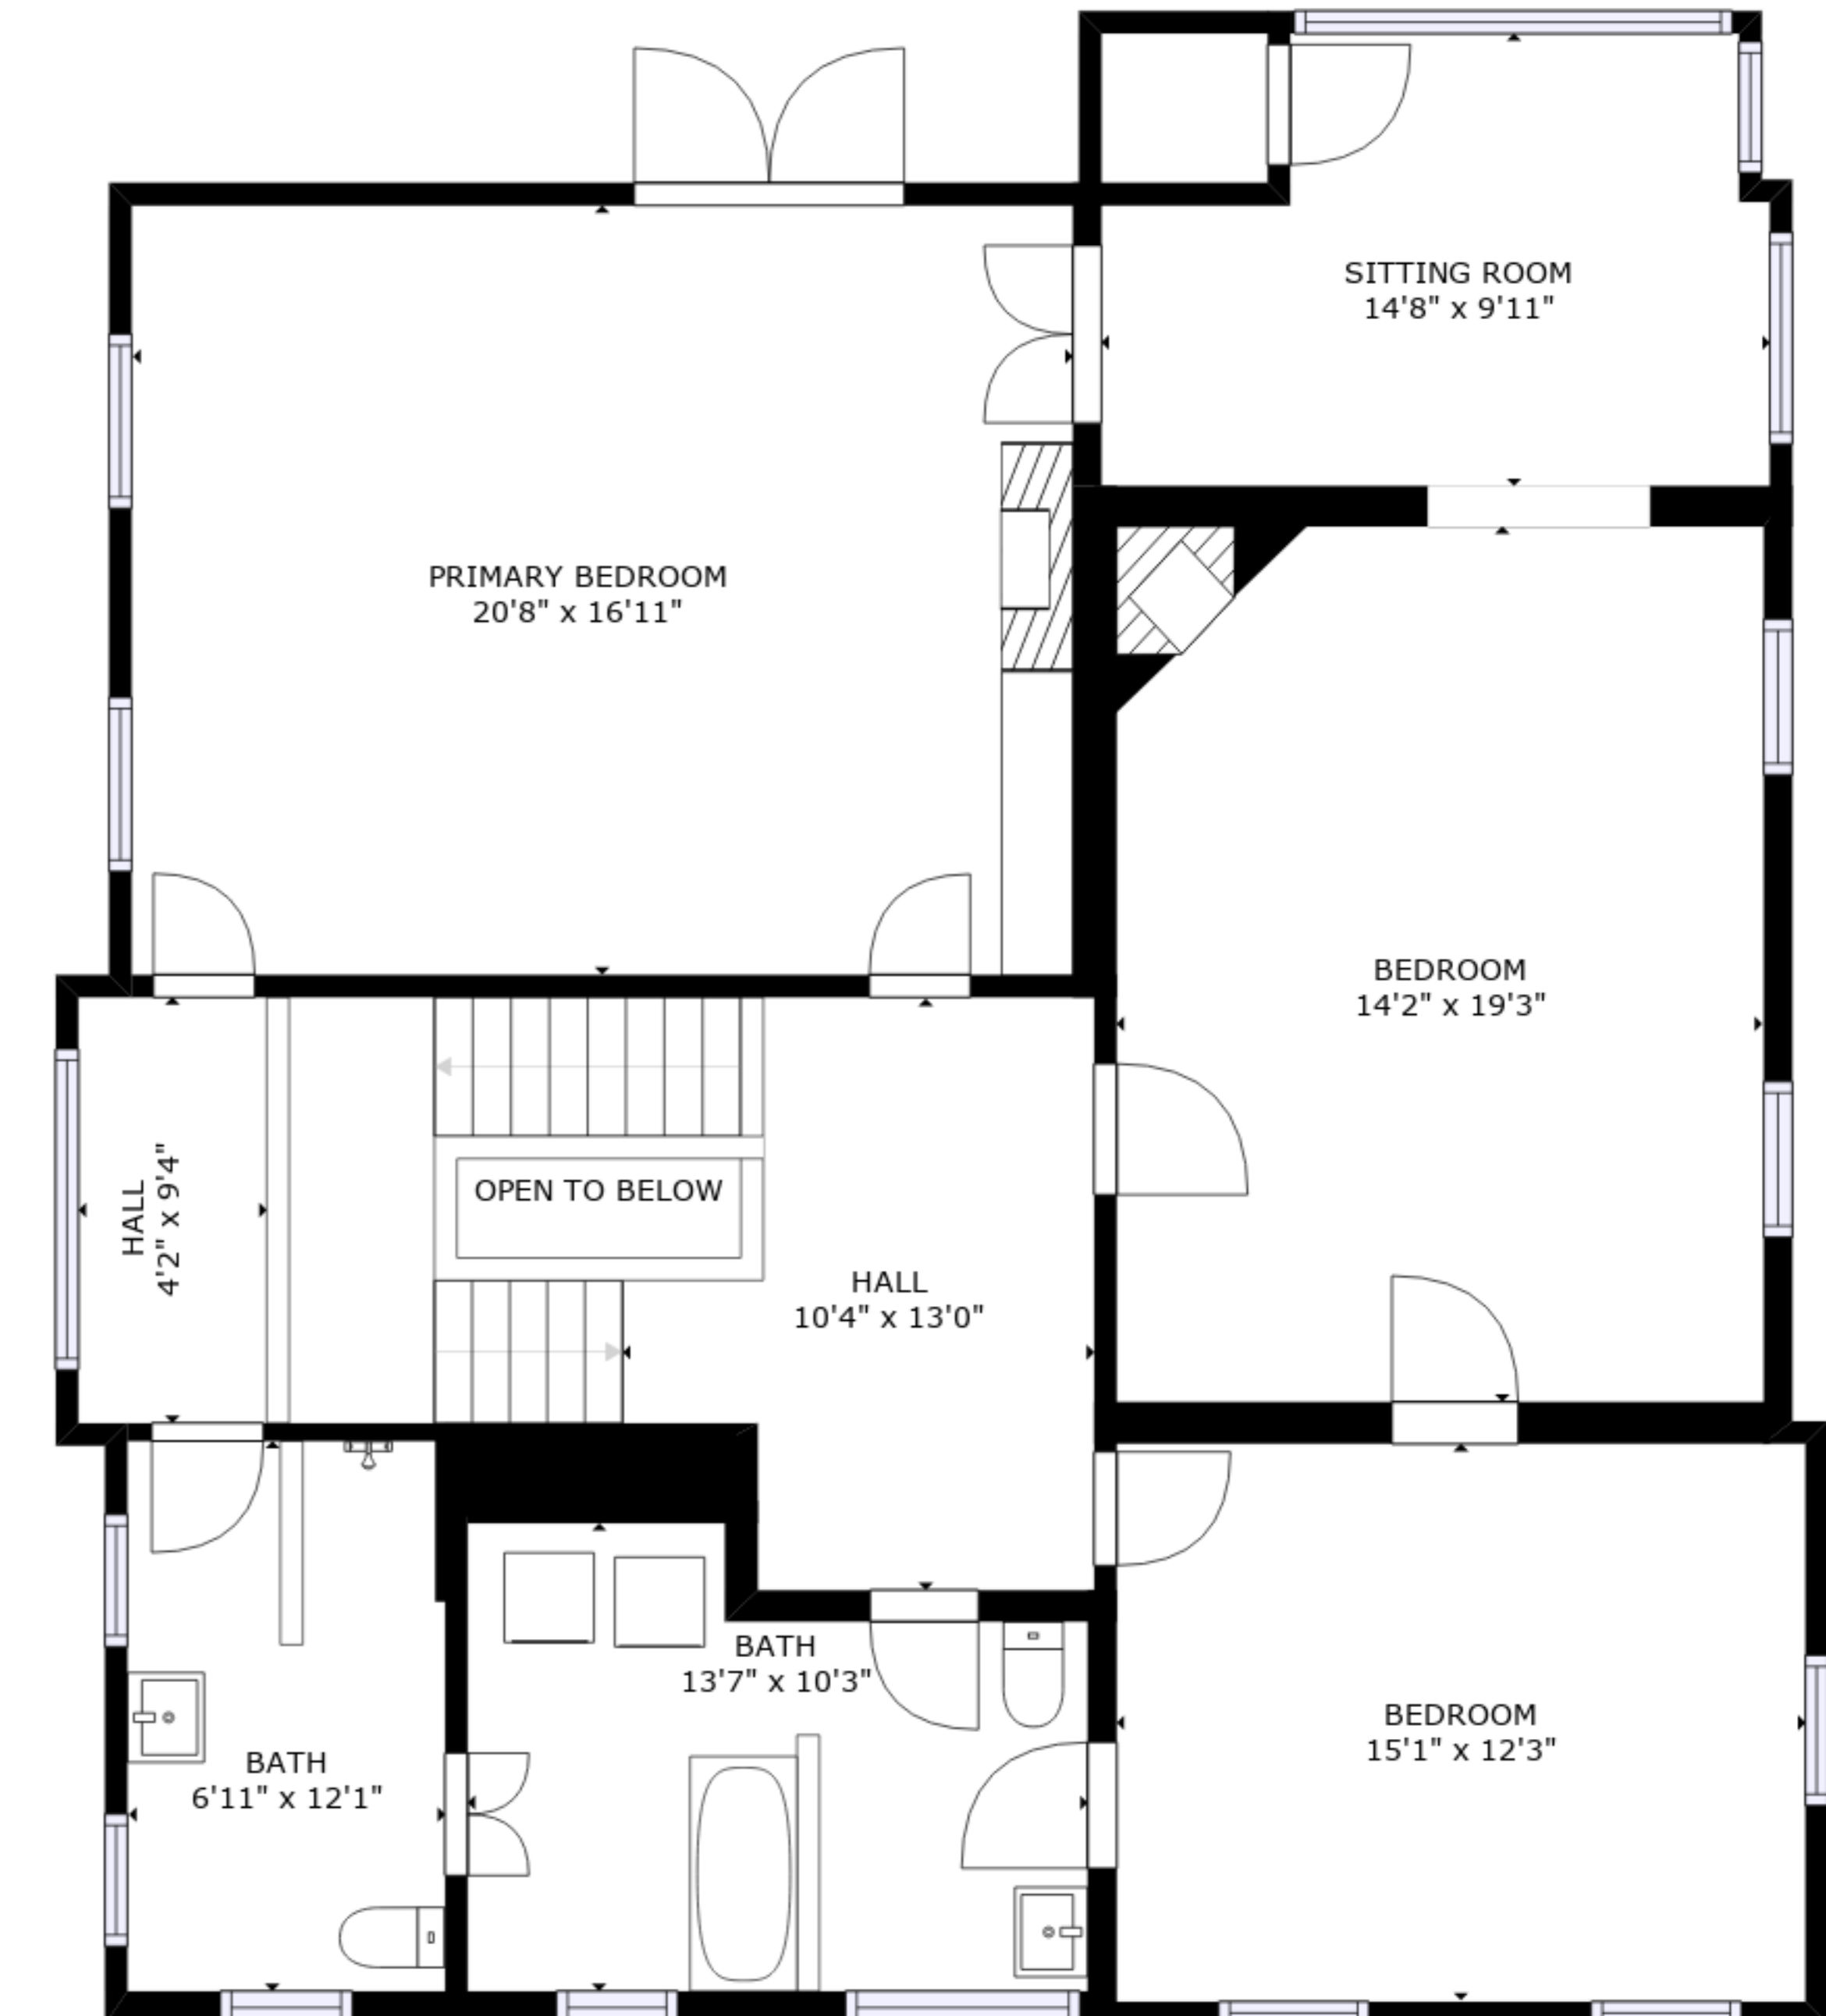 SITTING ROOM
14'8" x 9'11"
PRIMARY BEDROOM
20'8" x 16'11"
BEDROOM
14'2" x 19'3"
HALL
4'2" x 9'4"
OPEN TO BELOW
HALL
10'4" x 13'0"
BATH
13'7" x 10'3"
BATH
6'11" x 12'1"
BEDROOM
15'1" x 12'3"